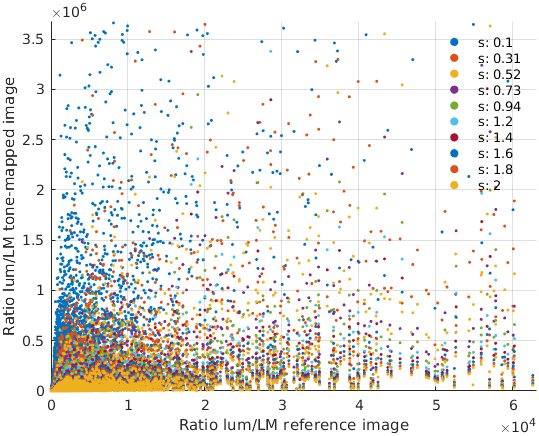 ×10^6
3.5
3
2.5
2
1.5
1
0.5
0
Ratio lum/LM tone-mapped image
s: 0.1
s: 0.31
s: 0.52
s: 0.73
s: 0.94
s: 1.2
s: 1.4
s: 1.6
s: 1.8
s: 2
0 1 2 3 4 5 6
Ratio lum/LM reference image
×10^4